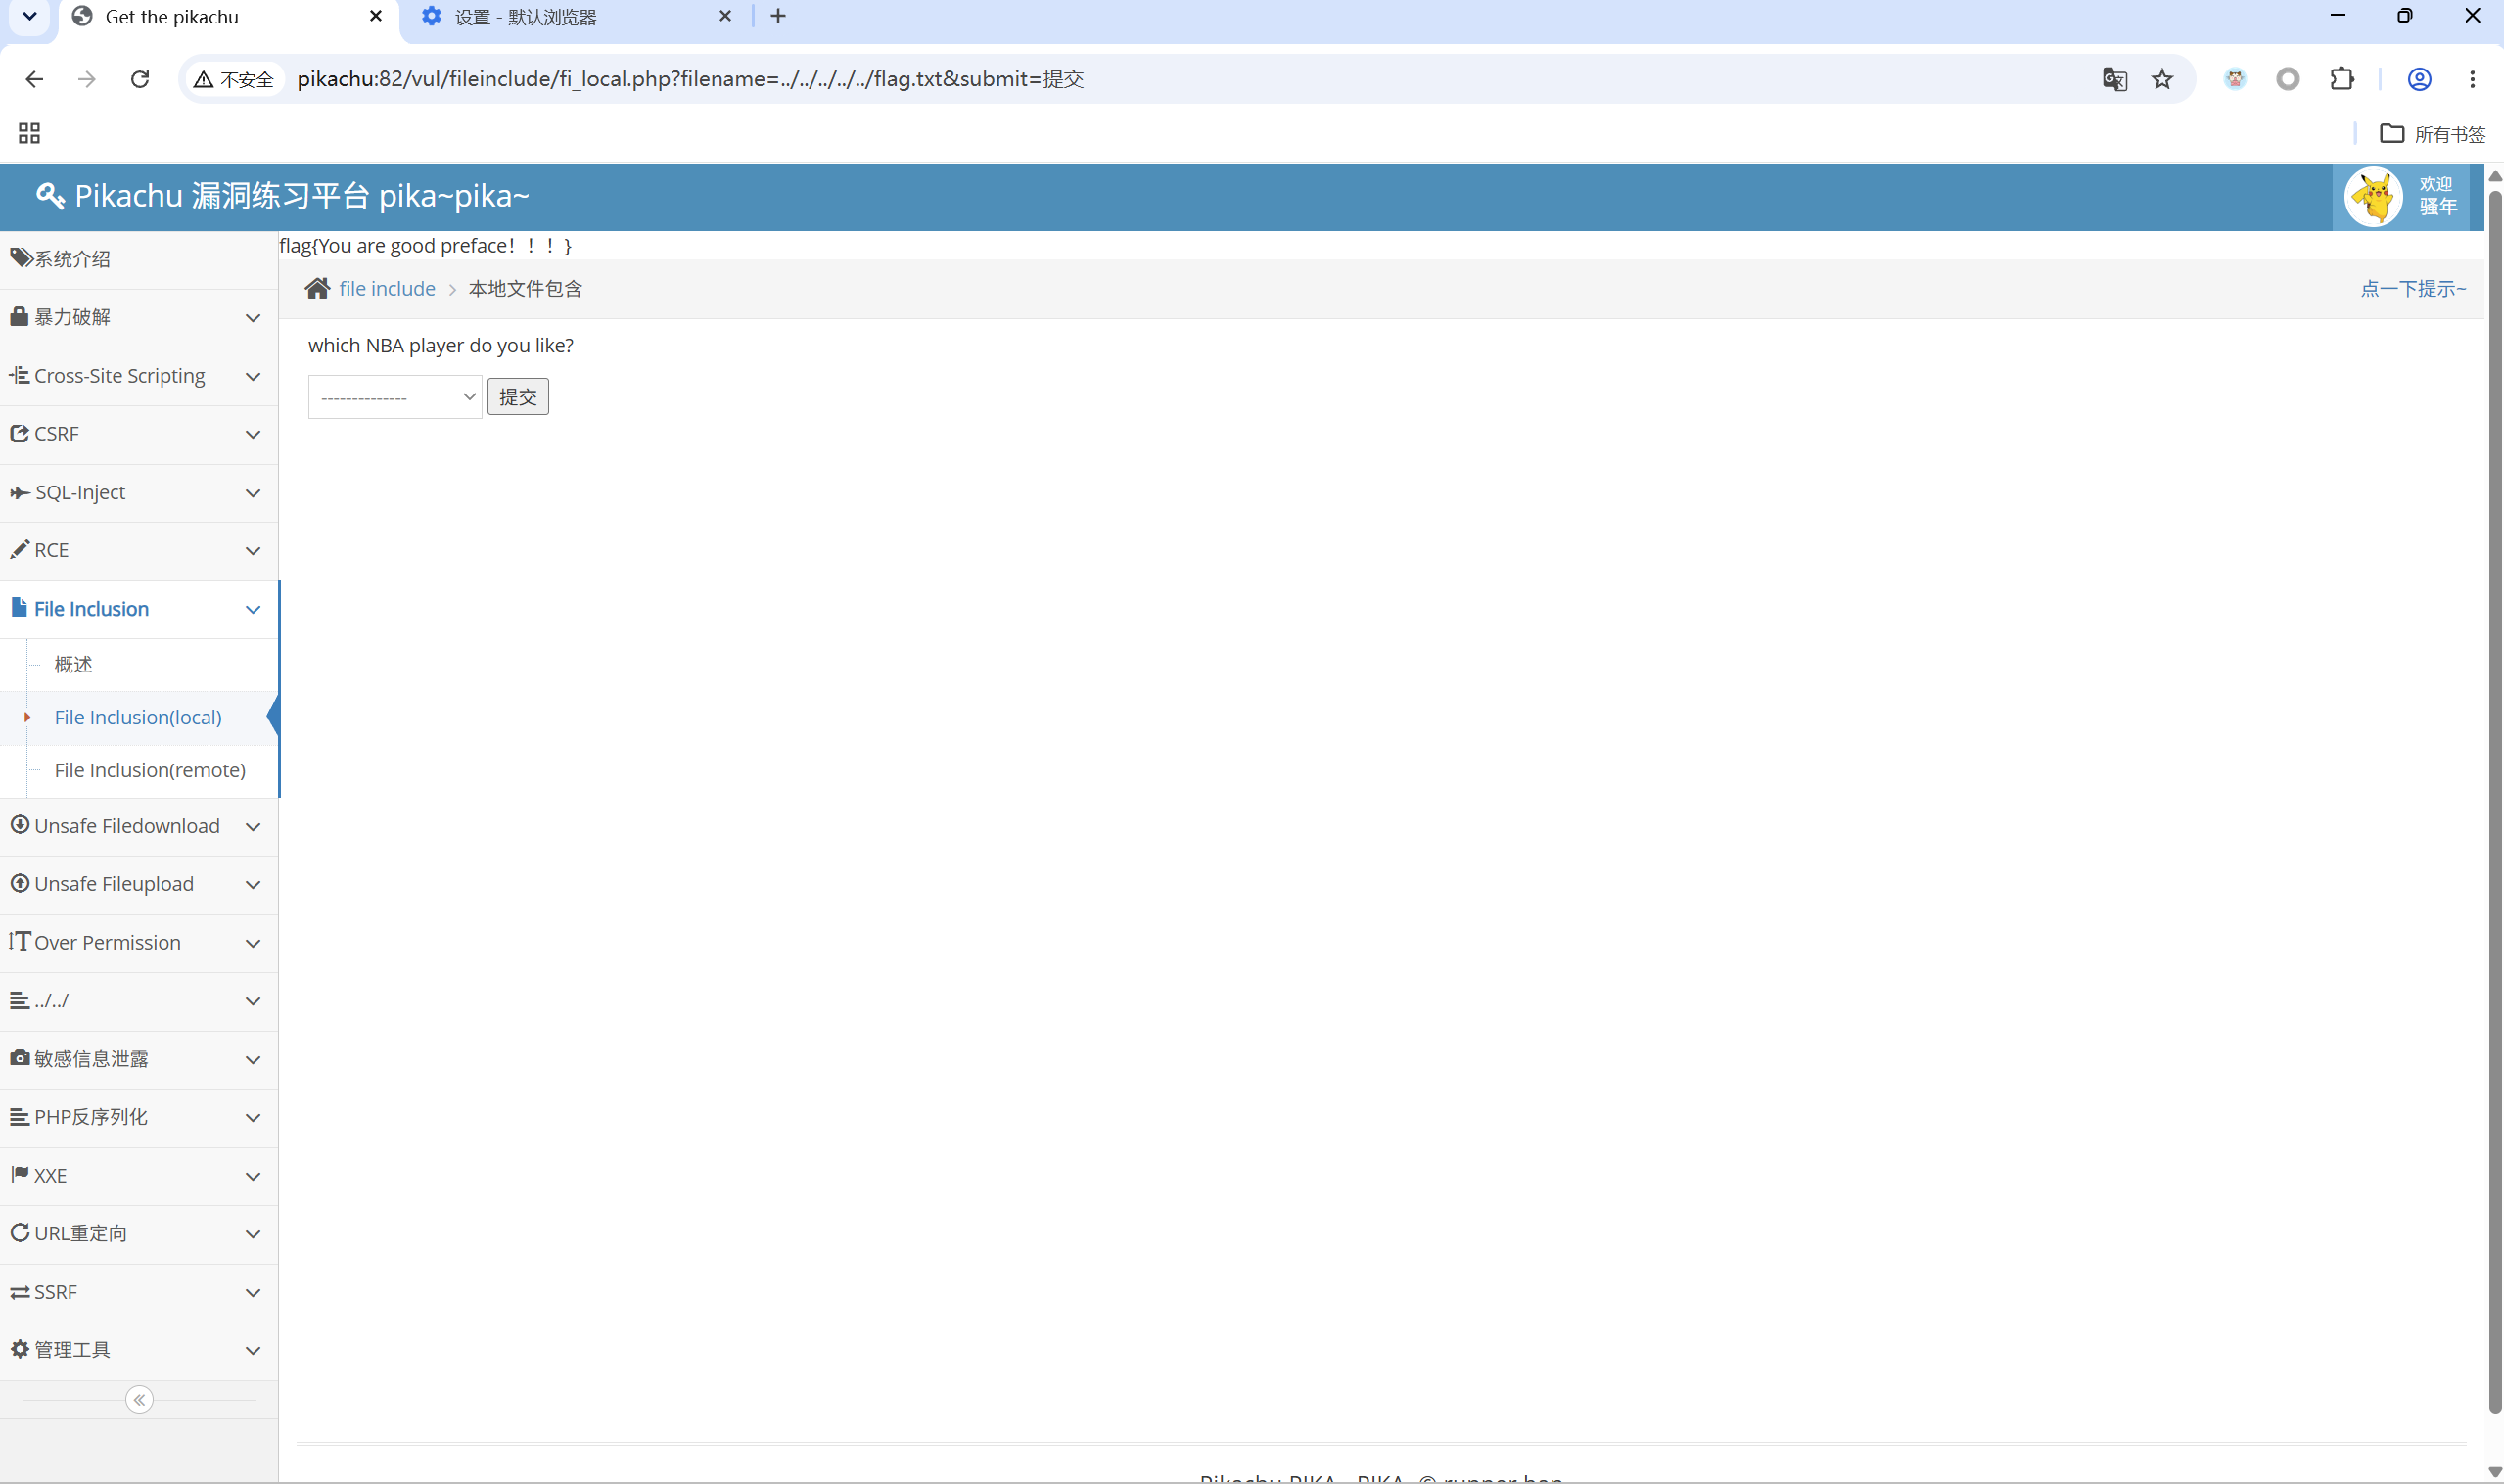 Get the pikachu
设置 - 默认浏览器
不安全
pikachu:82/vul/fileinclude/fi_local.php?filename=../../../../../flag.txt&submit=提交
所有书签
Pikachu 漏洞练习平台 pika~pika~
欢迎
骚年
系统介绍
暴力破解
Cross-Site Scripting
CSRF
SQL-Inject
RCE
File Inclusion
概述
File Inclusion(local)
File Inclusion(remote)
Unsafe Filedownload
Unsafe Fileupload
Over Permission
../../
敏感信息泄露
PHP反序列化
XXE
URL重定向
SSRF
管理工具
flag{You are good preface！！！}
file include > 本地文件包含
点一下提示~
which NBA player do you like?
--------------
提交